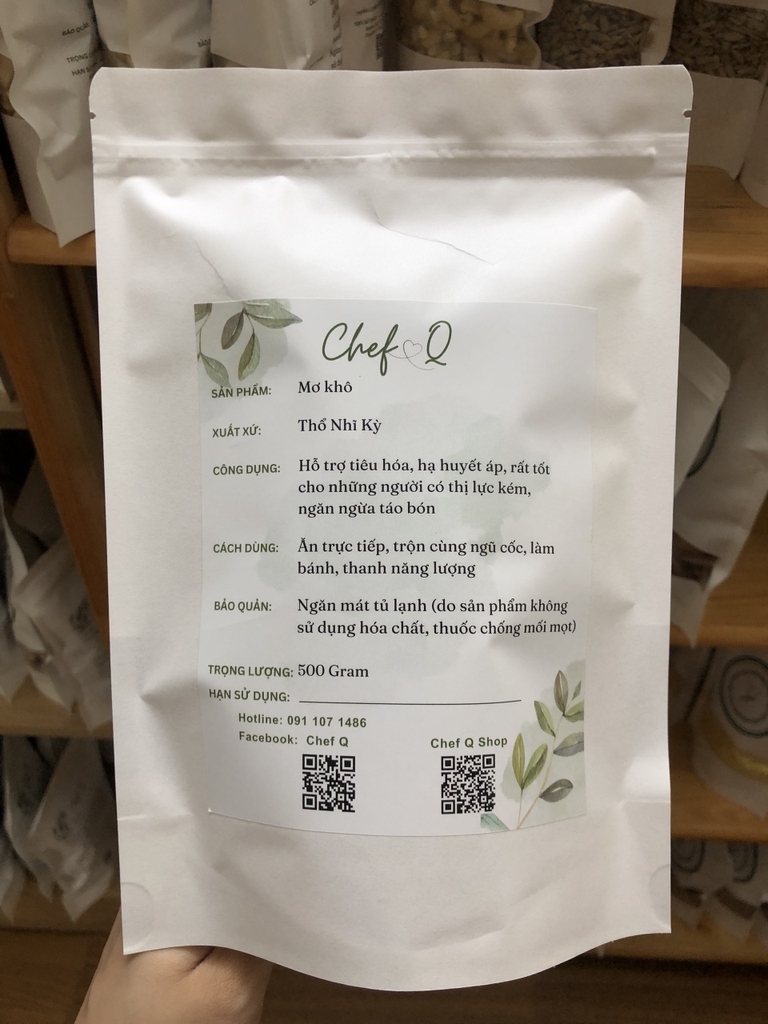 Chef Q
SẢN PHẨM: Mơ khô
XUẤT XỨ: Thổ Nhĩ Kỳ
CÔNG DỤNG: Hỗ trợ tiêu hóa, hạ huyết áp, rất tốt
cho những người có thị lực kém,
ngăn ngừa táo bón
CÁCH DÙNG: Ăn trực tiếp, trộn cùng ngũ cốc, làm
bánh, thanh năng lượng
BẢO QUẢN: Ngăn mát tủ lạnh (do sản phẩm không
sử dụng hóa chất, thuốc chống mối mọt)
TRỌNG LƯỢNG: 500 Gram
HẠN SỬ DỤNG:
Hotline: 091 107 1486
Facebook: Chef Q
Chef Q Shop